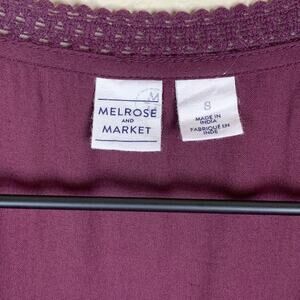 M
MELROSE
AND
MARKET
S
MADE IN
INDIA
FABRIQUÉ EN
INDE